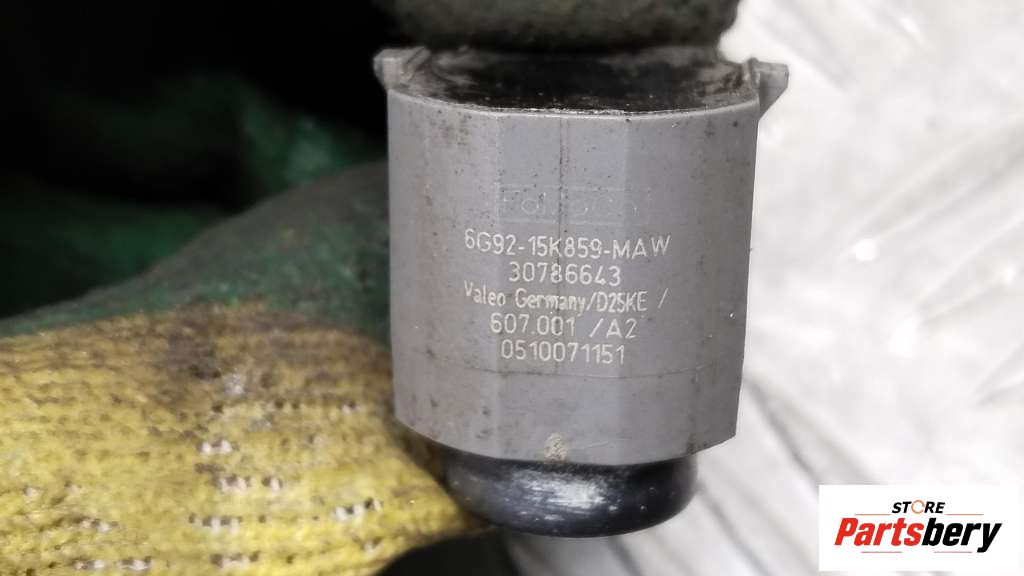 6G92-15K859-MAW
30786643
Valeo Germany/D25KE /
607.001 /A2
0510071151
STORE
Partsbery